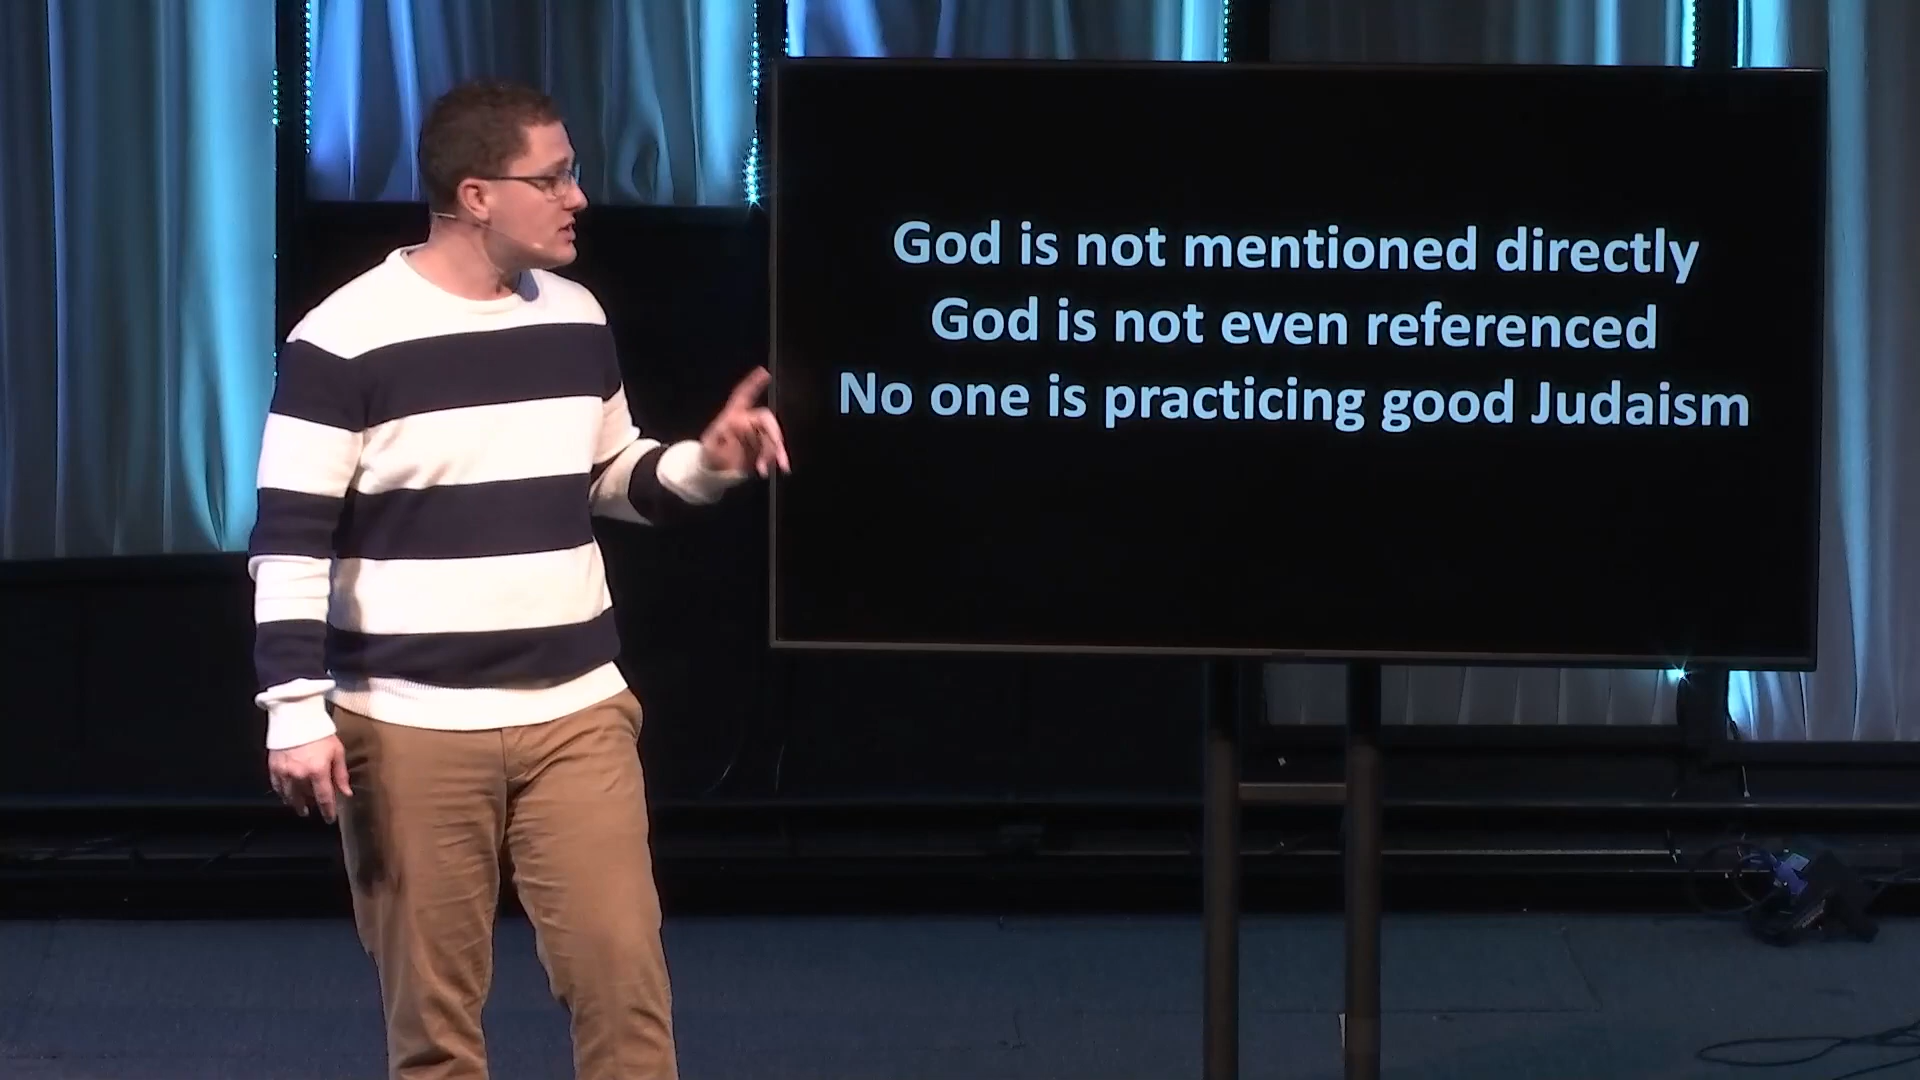 God is not mentioned directly
God is not even referenced
No one is practicing good Judaism